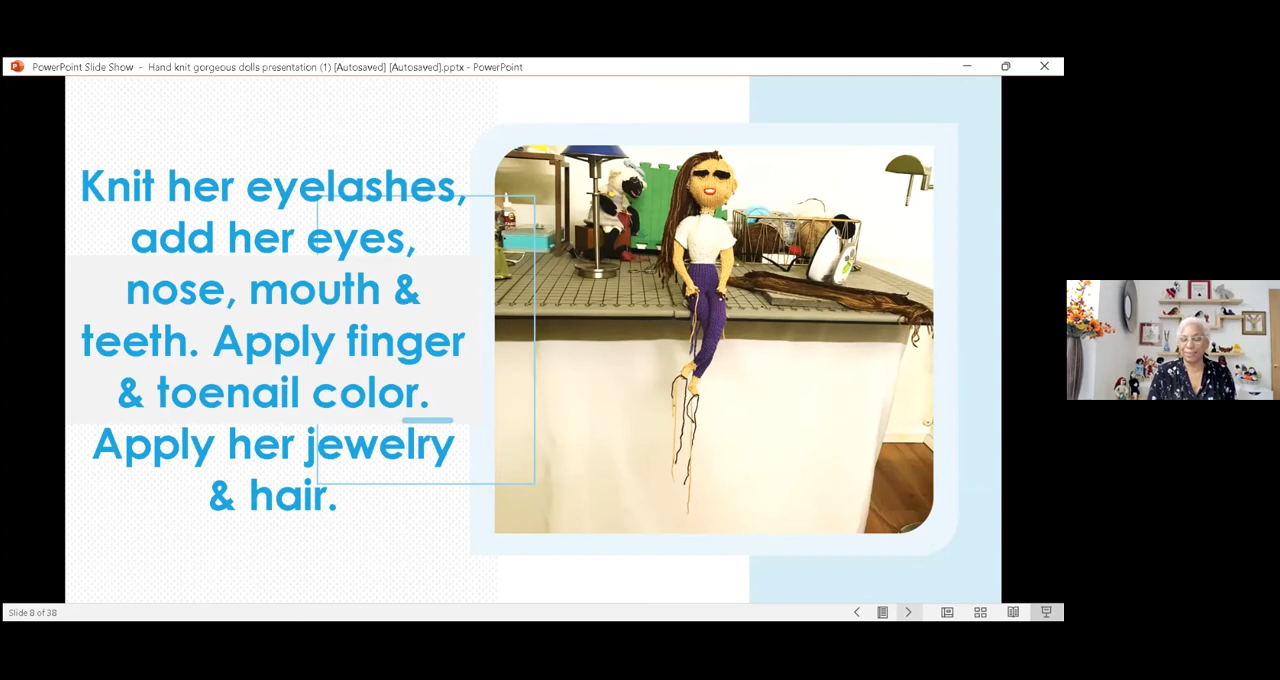 PowerPoint Slide Show - Hand knit gorgeous dolls presentation (1) [Autosaved] [Autosaved].pptx - PowerPoint
Knit her eyelashes,
add her eyes,
nose, mouth &
teeth. Apply finger
& toenail color.
Apply her jewelry
& hair.
Slide 8 of 38